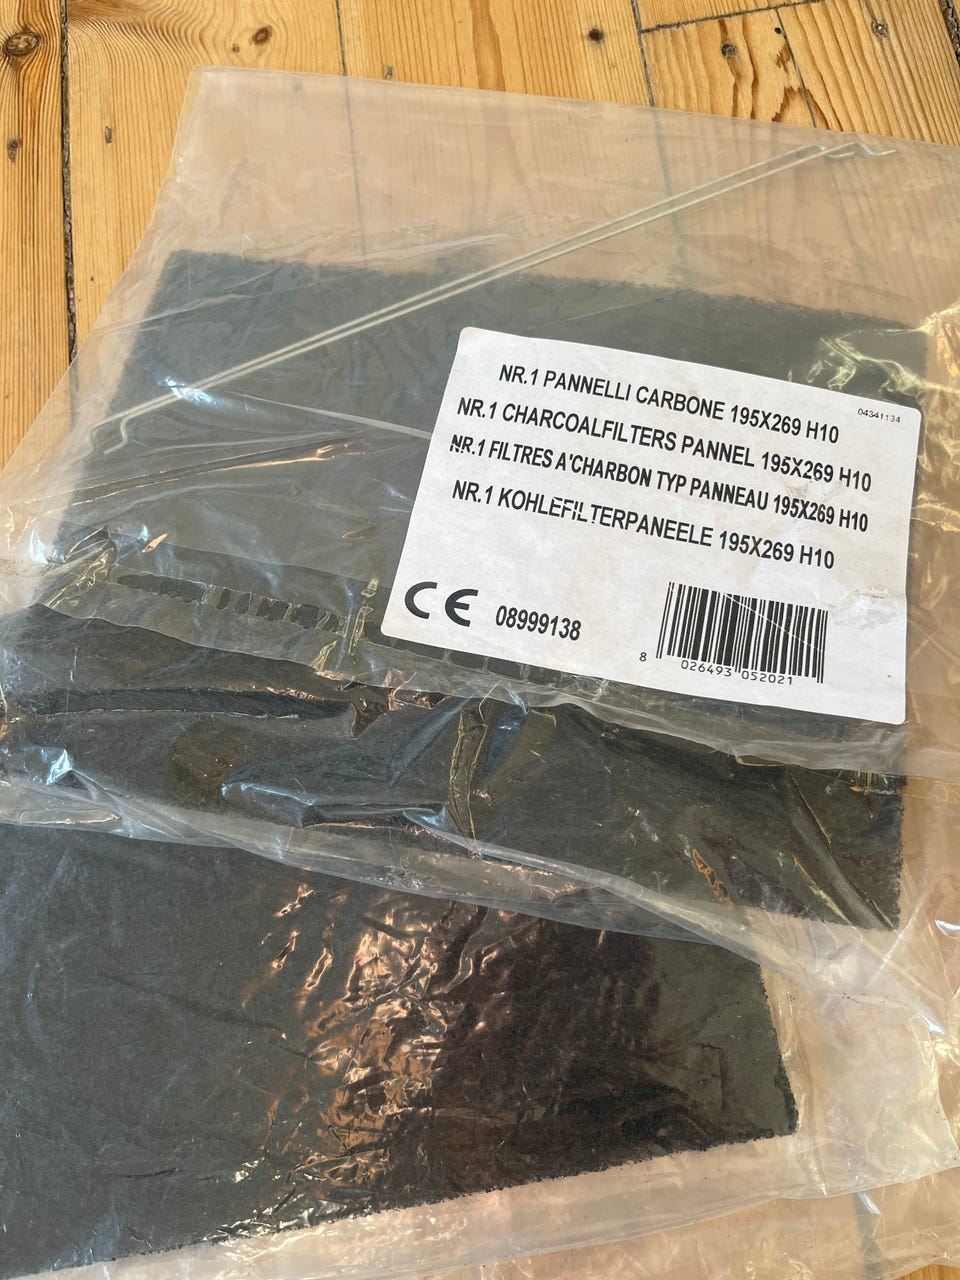 NR.1 PANNELLI CARBONE 195X269 H10
04341134
NR.1 CHARCOALFILTERS PANNEL 195X269 H10
NR.1 FILTRES A'CHARBON TYP PANNEAU 195X269 H10
NR.1 KOHLEFILTERPANEELE 195X269 H10
CE 08999138
8 026493 052021